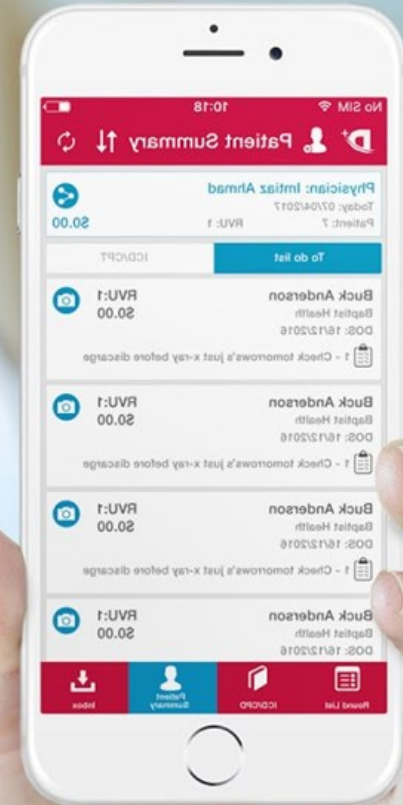 No SIM 10:18
D+ Patient Summary
Physician: Imtiaz Ahmad
Today: 07/04/2017
Patient: 7 RVU: 1 $0.00
To do list ICD/CPT
Buck Anderson RVU:1
Baptist Health $0.00
DOS: 16/12/2016
1 - Check tomorrows's just x-ray before discarge
Buck Anderson RVU:1
Baptist Health $0.00
DOS: 16/12/2016
1 - Check tomorrows's just x-ray before discarge
Buck Anderson RVU:1
Baptist Health $0.00
DOS: 16/12/2016
1 - Check tomorrows's just x-ray before discarge
Buck Anderson RVU:1
Baptist Health $0.00
DOS: 16/12/2016
Round List ICD/CPD Patient Summary Inbox